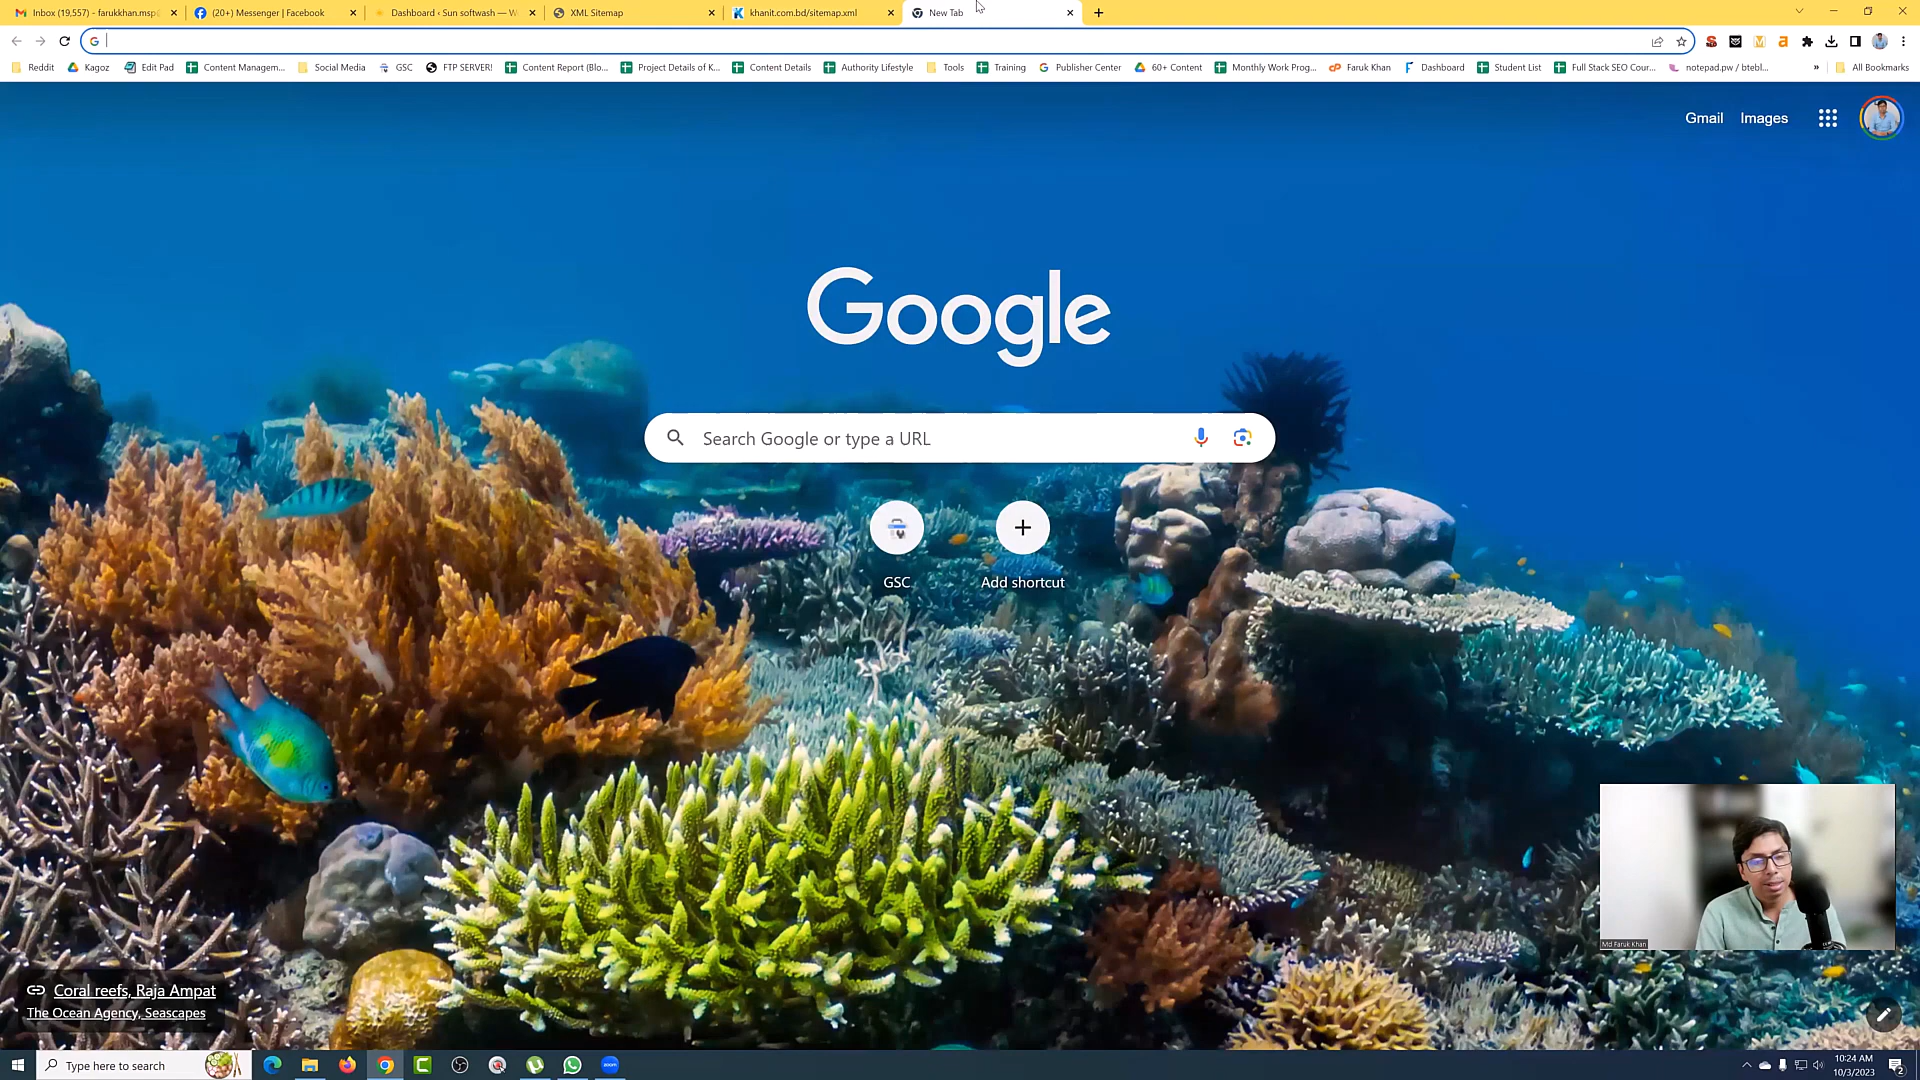 Inbox (19,557) - farukkhan.msp
(20+) Messenger | Facebook
Dashboard ‹ Sun softwash — W
XML Sitemap
khanit.com.bd/sitemap.xml
New Tab
Reddit
Kagoz
Edit Pad
Content Managem...
Social Media
GSC
FTP SERVER!
Content Report (Blo...
Project Details of K...
Content Details
Authority Lifestyle
Tools
Training
Publisher Center
60+ Content
Monthly Work Prog...
Faruk Khan
Dashboard
Student List
Full Stack SEO Cour...
notepad.pw / btebl...
»
All Bookmarks
Gmail
Images
Google
Search Google or type a URL
GSC
Add shortcut
Md Faruk Khan
Coral reefs, Raja Ampat
The Ocean Agency, Seascapes
Type here to search
zoom
10:24 AM
10/3/2023
2